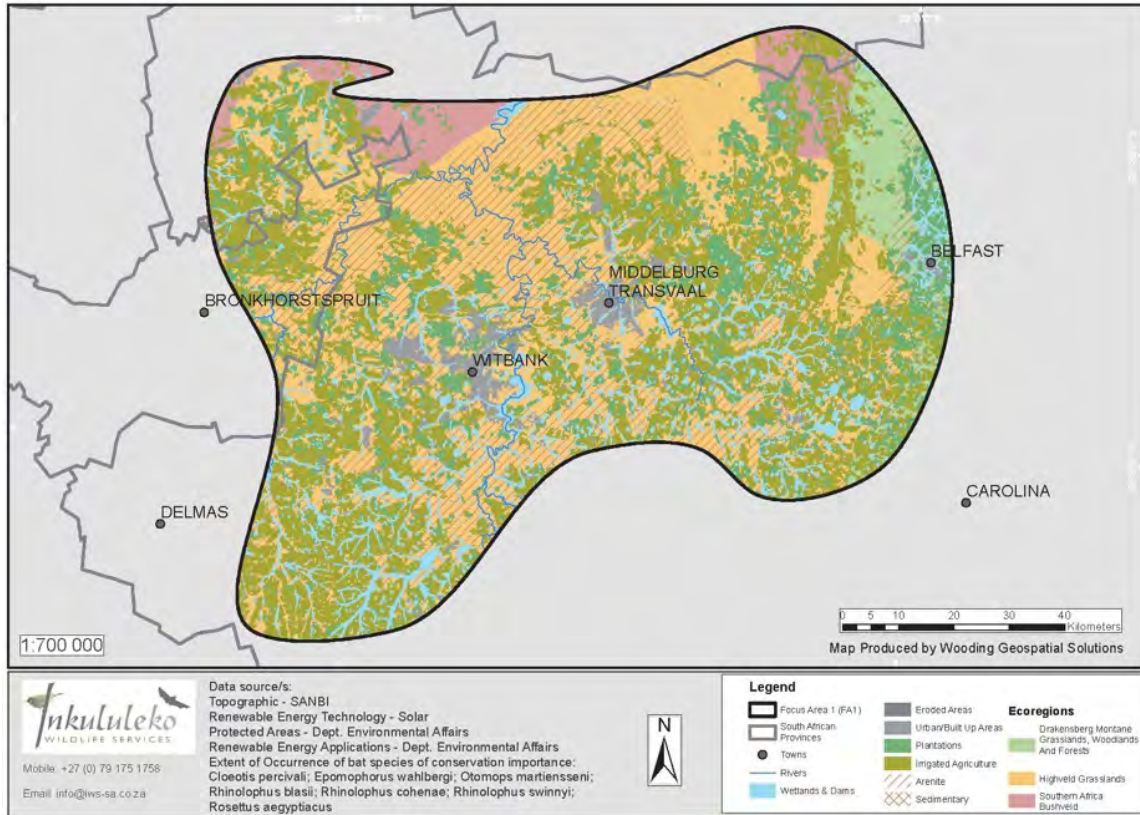 BELFAST
BRONKHORSTSPRUIT
MIDDELBURG
TRANSVAAL
WITBANK
DELMAS
CAROLINA
1:700 000
0 5 10 20 30 40
Kilometers
Map Produced by Wooding Geospatial Solutions
Inkululeko
WILDLIFE SERVICES
Mobile: +27 (0) 79 175 1758
Email: info@iws-sa.co.za
Data source/s:
Topographic - SANBI
Renewable Energy Technology - Solar
Protected Areas - Dept. Environmental Affairs
Renewable Energy Applications - Dept. Environmental Affairs
Extent of Occurrence of bat species of conservation importance:
Cloeotis percivali; Epomophorus wahlbergi; Otomops martiensseni;
Rhinolophus blasii; Rhinolophus cohenae; Rhinolophus swinnyi;
Rosettus aegyptiacus
N
Legend
Focus Area 1 (FA1)
South African
Provinces
Towns
Rivers
Wetlands & Dams
Eroded Areas
Urban/Built Up Areas
Plantations
Irrigated Agriculture
Arenite
Sedimentary
Ecoregions
Drakensberg Montane
Grasslands, Woodlands
And Forests
Highveld Grasslands
Southern Africa
Bushveld